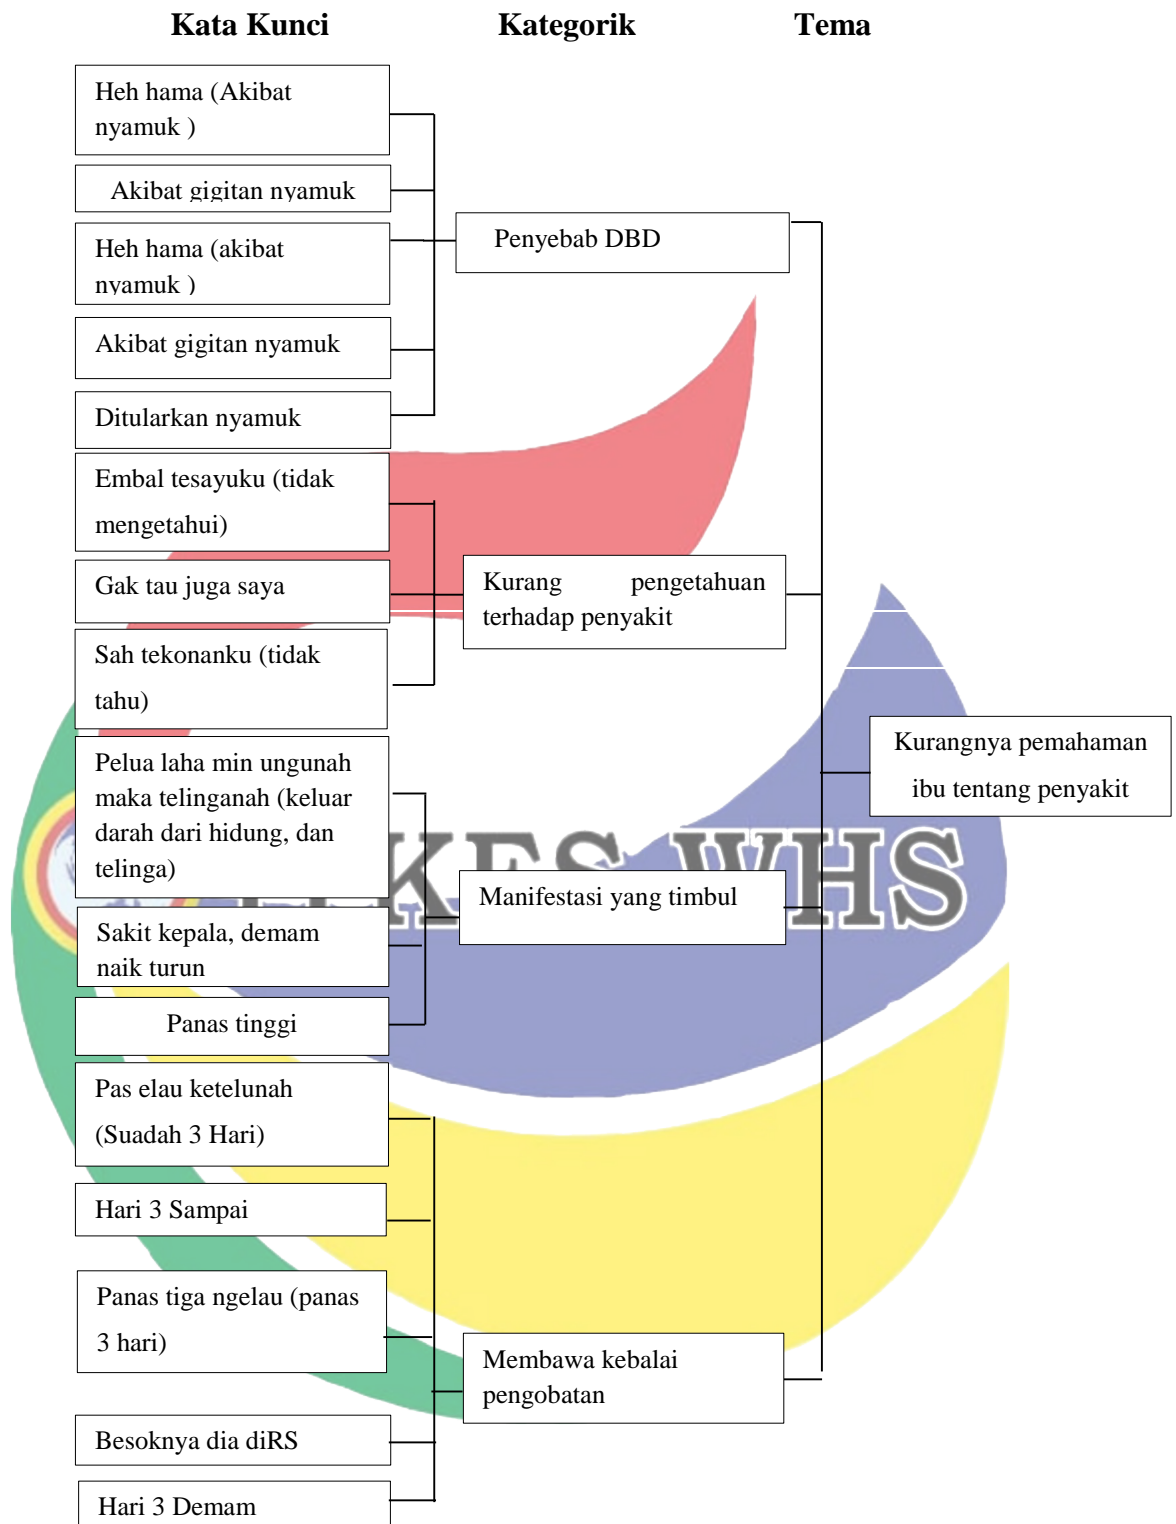 Kata Kunci Kategorik Tema
Heh hama (Akibat
nyamuk )
Akibat gigitan nyamuk
Heh hama (akibat
nyamuk )
Akibat gigitan nyamuk
Ditularkan nyamuk
Penyebab DBD
Embal tesayuku (tidak
mengetahui)
Gak tau juga saya
Sah tekonanku (tidak
tahu)
Kurang pengetahuan
terhadap penyakit
Pelua laha min ungunah
maka telinganah (keluar
darah dari hidung, dan
telinga)
Sakit kepala, demam
naik turun
Panas tinggi
Manifestasi yang timbul
Pas elau ketelunah
(Suadah 3 Hari)
Hari 3 Sampai
Panas tiga ngelau (panas
3 hari)
Besoknya dia diRS
Hari 3 Demam
Membawa kebalai
pengobatan
Kurangnya pemahaman
ibu tentang penyakit
KES WHS